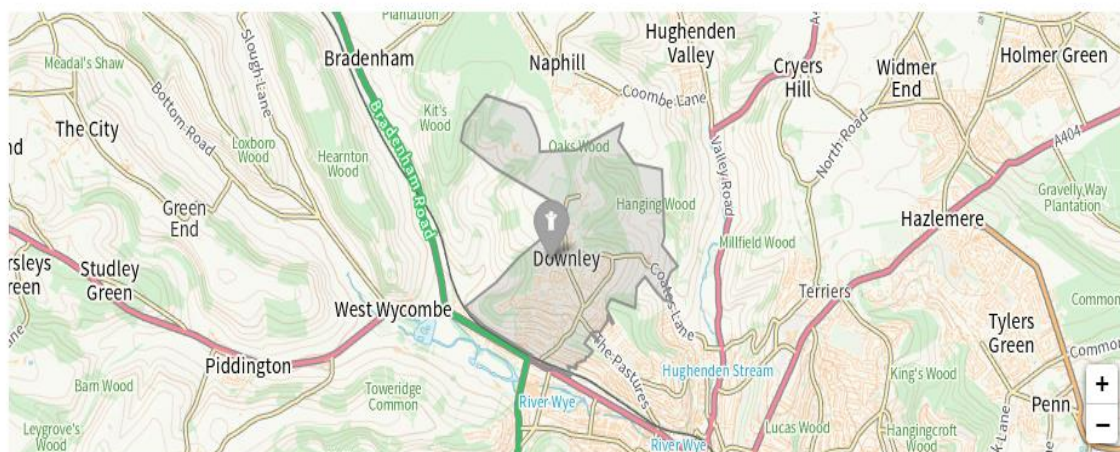 Plantation
Meadal's Shaw
The City
Slough Lane
Bottom Road
Loxboro
Wood
Hearnton
Wood
Green
End
Bradenham
Kit's
Wood
Bradenham Road
Naphill
Hughenden
Valley
Coombe Lane
Cryers
Hill
Widmer
End
Holmer Green
A404
North Road
Valley Road
Oaks Wood
Hanging Wood
Gravelly Way
Plantation
Hazlemere
Millfield Wood
Downley
Coates Lane
Terriers
Studley
Green
West Wycombe
Piddington
Barn Wood
Toweridge
Common
Leygrove's
Wood
The Pastures
Hughenden Stream
River Wye
River Wye
King's Wood
Lucas Wood
Hangingcroft
Wood
Common
Tylers
Green
Common
Penn
+
−